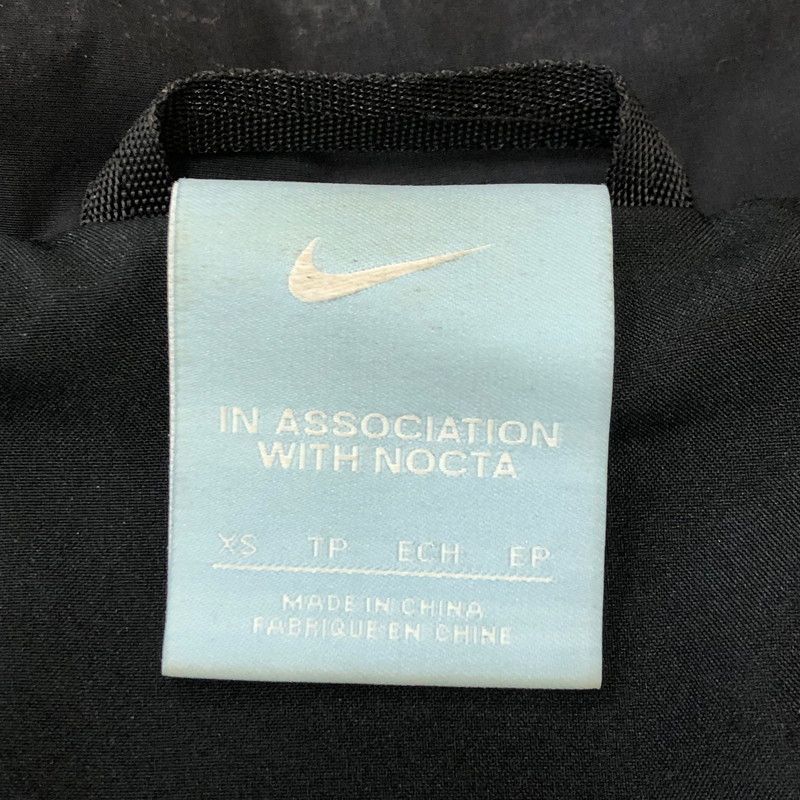 IN ASSOCIATION
WITH NOCTA
XS TP ECH EP
MADE IN CHINA
FABRIQUE EN CHINE